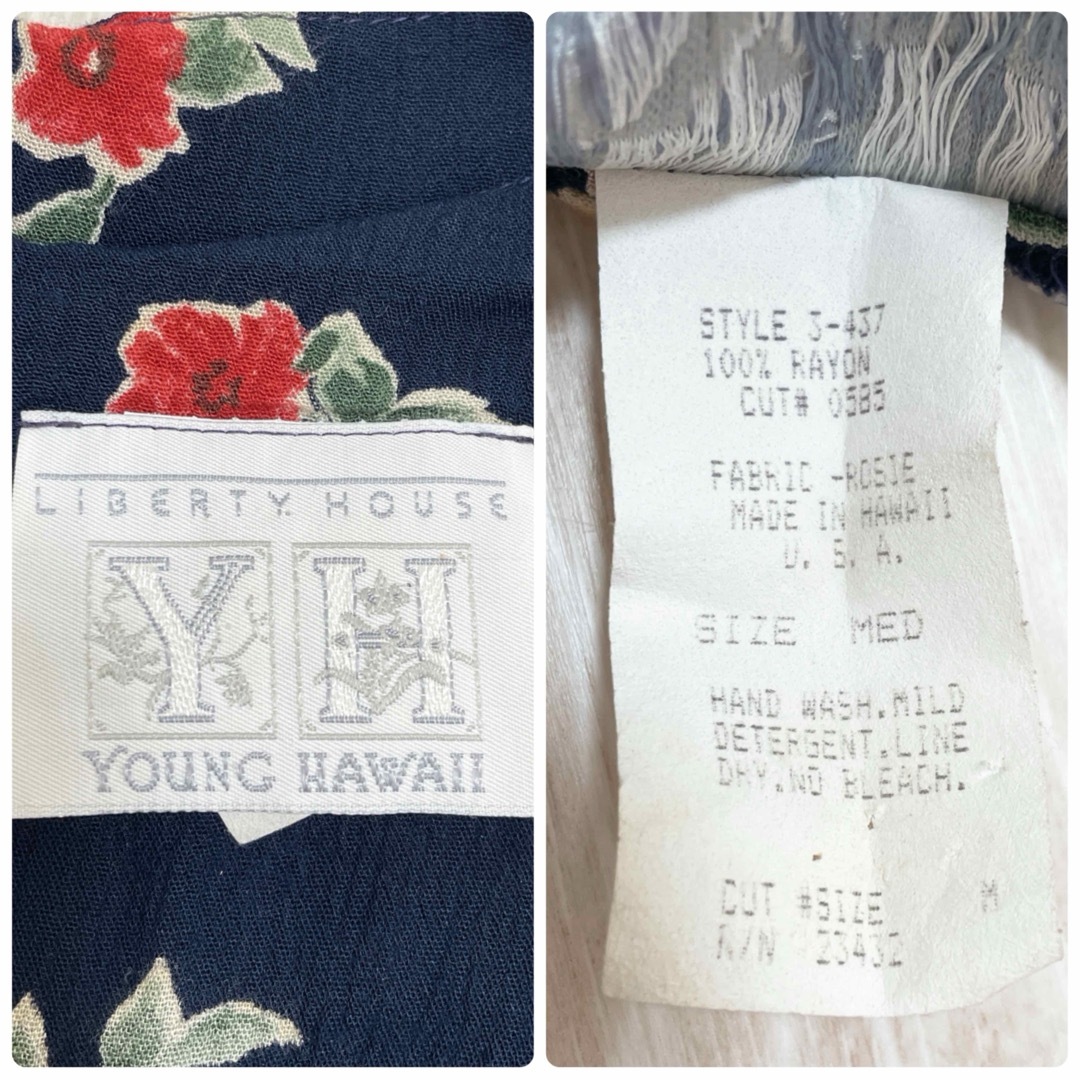 LIBERTY HOUSE
Y H
YOUNG HAWAII
STYLE 3-437
100% RAYON
CUT# 0585
FABRIC -ROSIE
MADE IN HAWAII
U. S. A.
SIZE MED
HAND WASH.MILD
DETERGENT.LINE
DRY.NO BLEACH.
CUT #SIZE M
23432